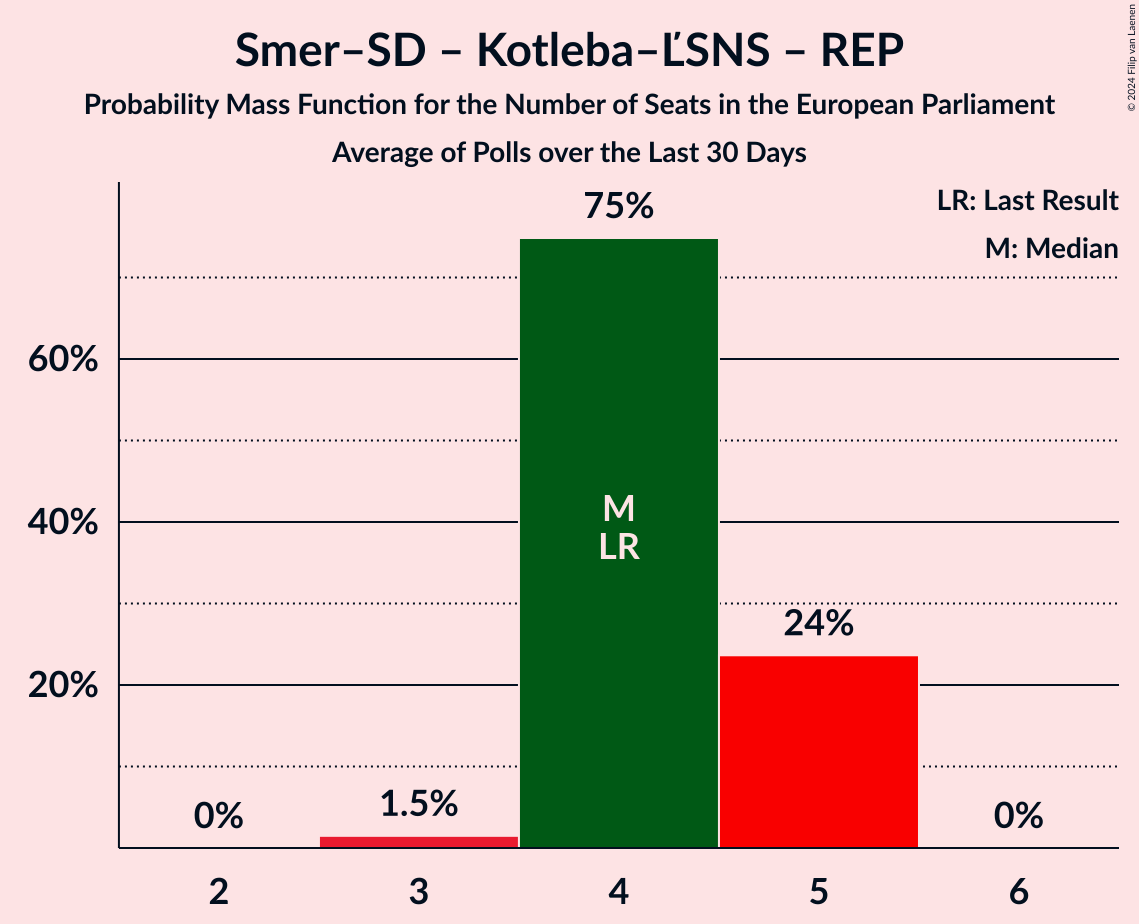 Smer–SD – Kotleba–ĽSNS – REP
Probability Mass Function for the Number of Seats in the European Parliament
Average of Polls over the Last 30 Days
© 2024 Filip van Laenen
LR: Last Result
M: Median
75%
60%
M
40%
LR
24%
20%
1.5%
0%
0%
2 3 4 5 6